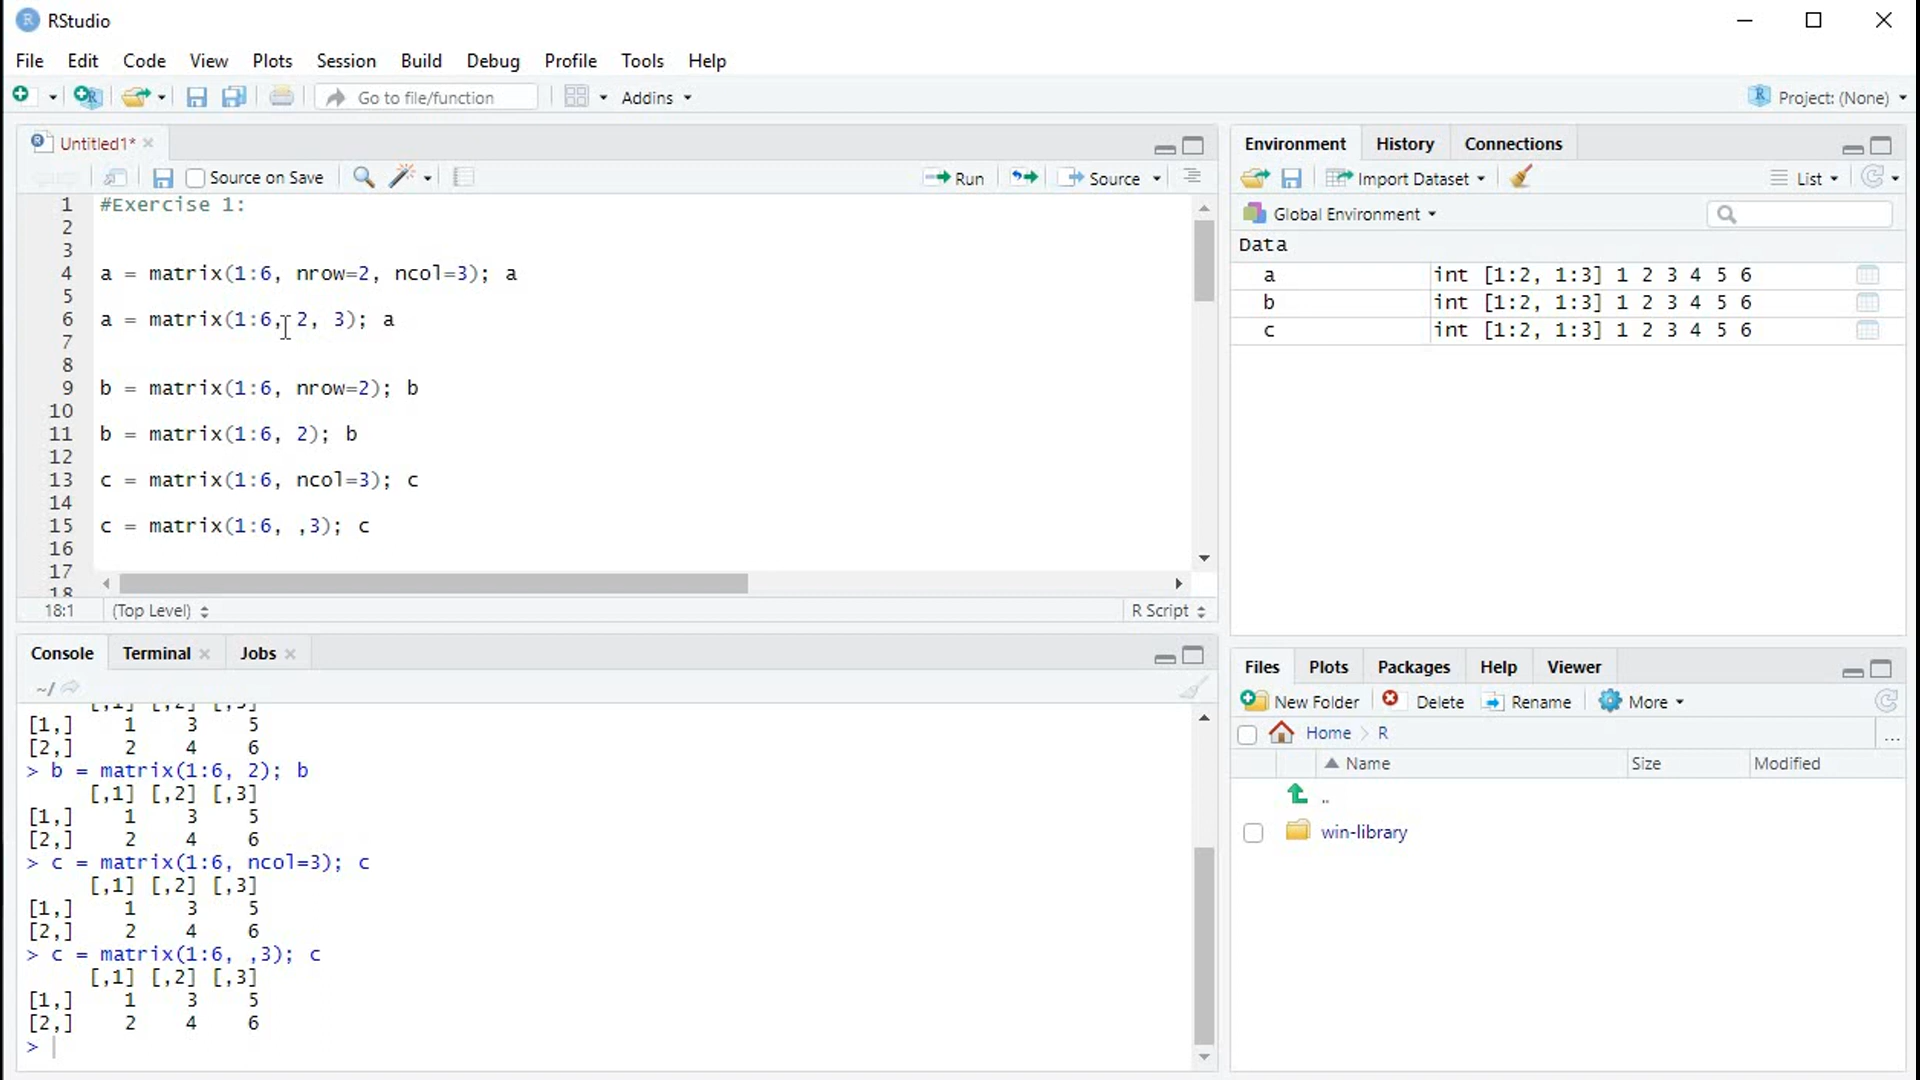 RStudio
File Edit Code View Plots Session Build Debug Profile Tools Help
Go to file/function Addins Project: (None)
Untitled1*
Source on Save Run Source
1 #Exercise 1:
2
3
4 a = matrix(1:6, nrow=2, ncol=3); a
5
6 a = matrix(1:6, 2, 3); a
7
8
9 b = matrix(1:6, nrow=2); b
10
11 b = matrix(1:6, 2); b
12
13 c = matrix(1:6, ncol=3); c
14
15 c = matrix(1:6, ,3); c
16
17
18
18:1 (Top Level) R Script
Console Terminal Jobs
~/
[,1] [,2] [,3]
[1,] 1 3 5
[2,] 2 4 6
> b = matrix(1:6, 2); b
[,1] [,2] [,3]
[1,] 1 3 5
[2,] 2 4 6
> c = matrix(1:6, ncol=3); c
[,1] [,2] [,3]
[1,] 1 3 5
[2,] 2 4 6
> c = matrix(1:6, ,3); c
[,1] [,2] [,3]
[1,] 1 3 5
[2,] 2 4 6
>
Environment History Connections
Import Dataset List
Global Environment
Data
a int [1:2, 1:3] 1 2 3 4 5 6
b int [1:2, 1:3] 1 2 3 4 5 6
c int [1:2, 1:3] 1 2 3 4 5 6
Files Plots Packages Help Viewer
New Folder Delete Rename More
Home R ...
Name Size Modified
..
win-library